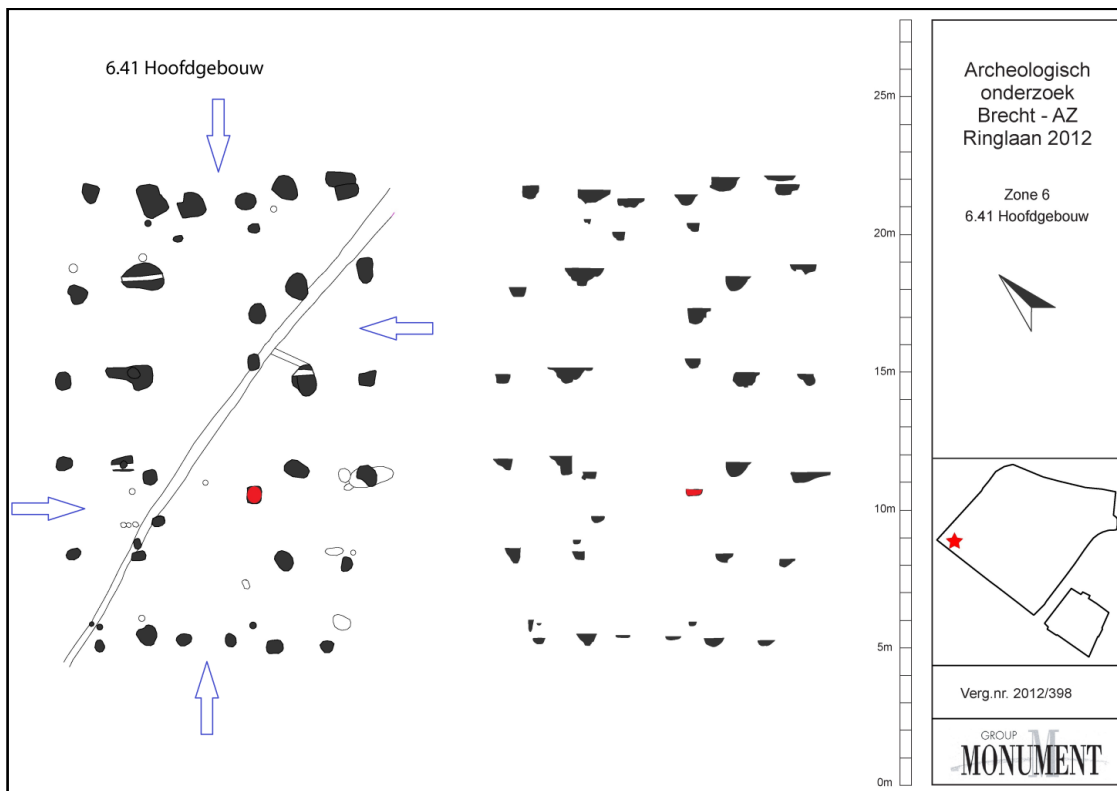 6.41 Hoofdgebouw
25m
20m
15m
10m
5m
0m
Archeologisch
onderzoek
Brecht - AZ
Ringlaan 2012
Zone 6
6.41 Hoofdgebouw
Verg.nr. 2012/398
GROUP
M
MONUMENT